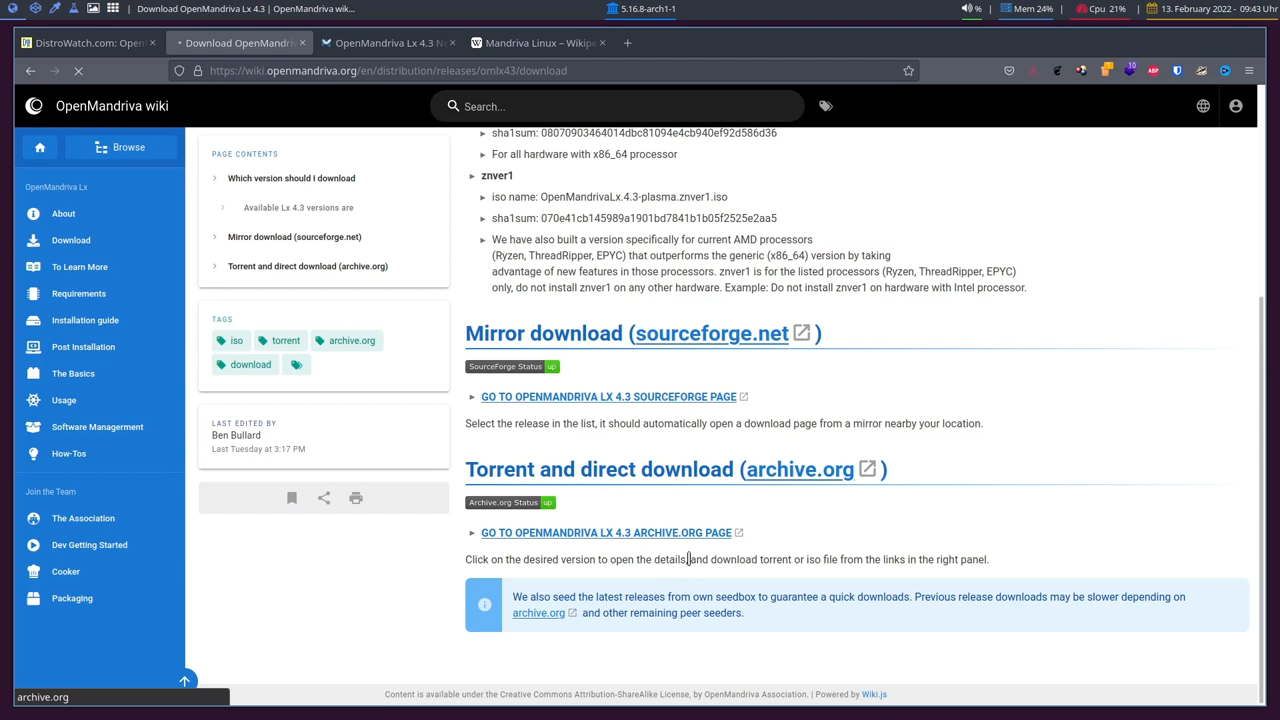 5.16.8-arch1-1
%
Mem 24%
Cpu 21%
13. February 2022 - 09:43 Uhr
Download OpenMandriva Lx 4.3 | OpenMandriva wik...
DistroWatch.com: Open
Download OpenMandri
OpenMandriva Lx 4.3 N
Mandriva Linux – Wikip
https://wiki.openmandriva.org/en/distribution/releases/omlx43/download
OpenMandriva wiki
Search...
Browse
OpenMandriva Lx
About
Download
To Learn More
Requirements
Installation guide
Post Installation
The Basics
Usage
Software Management
How-Tos
Join the Team
The Association
Dev Getting Started
Cooker
Packaging
PAGE CONTENTS
Which version should I download
Available Lx 4.3 versions are
Mirror download (sourceforge.net)
Torrent and direct download (archive.org)
TAGS
iso
torrent
archive.org
download
LAST EDITED BY
Ben Bullard
Last Tuesday at 3:17 PM
sha1sum: 08070903464014dbc81094e4cb940ef92d586d36
For all hardware with x86_64 processor
znver1
iso name: OpenMandrivaLx.4.3-plasma.znver1.iso
sha1sum: 070e41cb145989a1901bd7841b1b05f2525e2aa5
We have also built a version specifically for current AMD processors
(Ryzen, ThreadRipper, EPYC) that outperforms the generic (x86_64) version by taking
advantage of new features in those processors. znver1 is for the listed processors (Ryzen, ThreadRipper, EPYC)
only, do not install znver1 on any other hardware. Example: Do not install znver1 on hardware with Intel processor.
Mirror download (sourceforge.net )
SourceForge Status up
GO TO OPENMANDRIVA LX 4.3 SOURCEFORGE PAGE
Select the release in the list, it should automatically open a download page from a mirror nearby your location.
Torrent and direct download (archive.org )
Archive.org Status up
GO TO OPENMANDRIVA LX 4.3 ARCHIVE.ORG PAGE
Click on the desired version to open the details, and download torrent or iso file from the links in the right panel.
We also seed the latest releases from own seedbox to guarantee a quick downloads. Previous release downloads may be slower depending on
archive.org and other remaining peer seeders.
archive.org
Content is available under the Creative Commons Attribution-ShareAlike License, by OpenMandriva Association. | Powered by Wiki.js